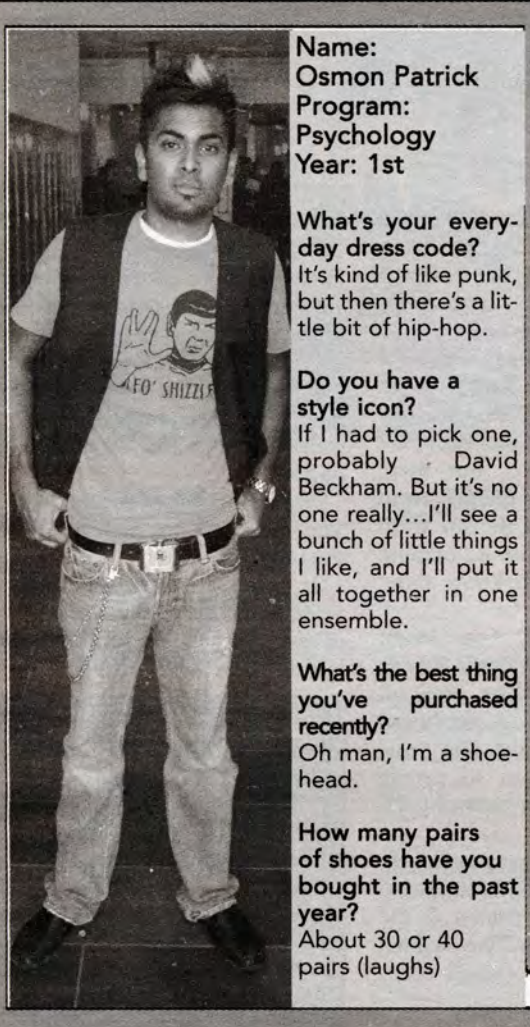 Name:
Osmon Patrick
Program:
Psychology
Year: 1st
What's your every-
day dress code?
It's kind of like punk,
but then there's a lit-
tle bit of hip-hop.
Do you have a
style icon?
If I had to pick one,
probably David
Beckham. But it's no
one really...I'll see a
bunch of little things
I like, and I'll put it
all together in one
ensemble.
What's the best thing
you've purchased
recently?
Oh man, I'm a shoe-
head.
How many pairs
of shoes have you
bought in the past
year?
About 30 or 40
pairs (laughs)
FO' SHIZZLE